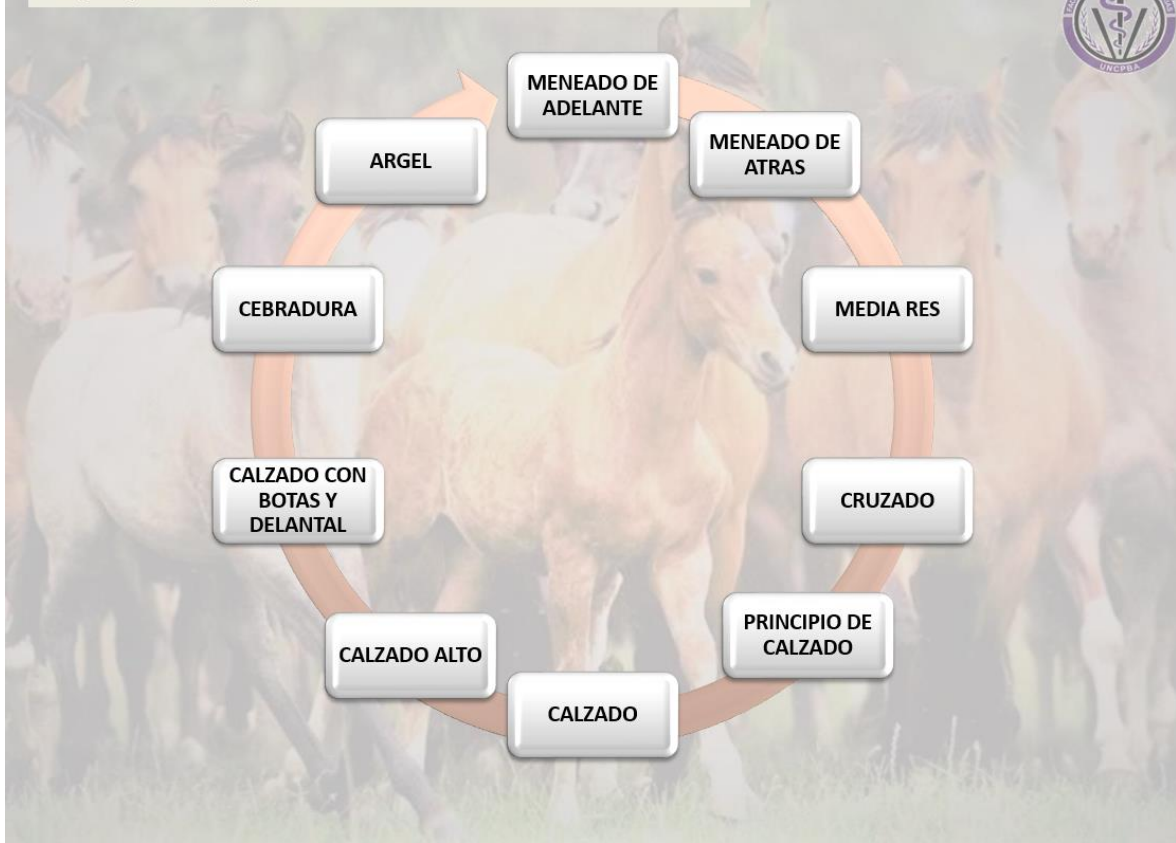 MENEADO DE
ADELANTE
MENEADO DE
ATRAS
MEDIA RES
CRUZADO
PRINCIPIO DE
CALZADO
CALZADO
CALZADO ALTO
CALZADO CON
BOTAS Y
DELANTAL
CEBRADURA
ARGEL
UNCPBA